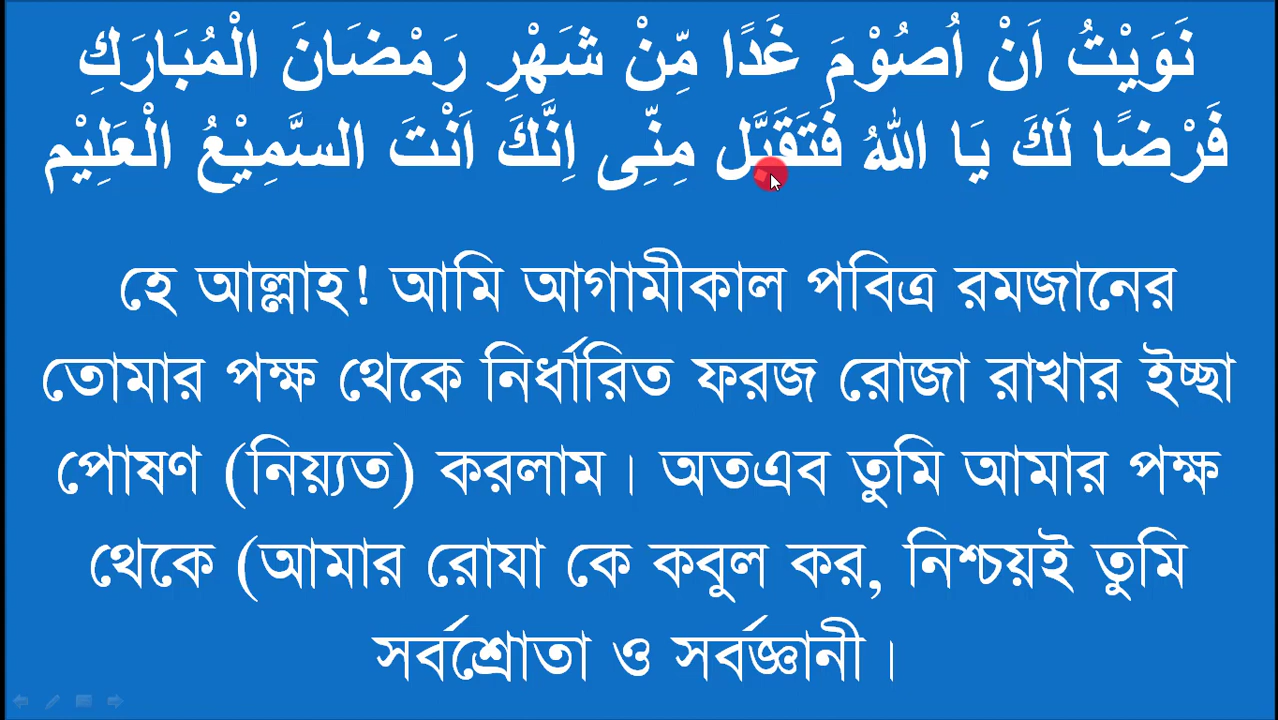 نَوَيْتُ اَنْ اُصُوْمَ غَدًا مِّنْ شَهْرِ رَمْضَانَ الْمُبَارَكِ
فَرْضًا لَكَ يَا اللهُ فَتَقَبَّل مِنِّى اِنَّكَ اَنْتَ السَّمِيْعُ الْعَلِيْم
হে আল্লাহ! আমি আগামীকাল পবিত্র রমজানের
তোমার পক্ষ থেকে নির্ধারিত ফরজ রোজা রাখার ইচ্ছা
পোষণ (নিয়্যত) করলাম। অতএব তুমি আমার পক্ষ
থেকে (আমার রোযা কে কবুল কর, নিশ্চয়ই তুমি
সর্বশ্রোতা ও সর্বজ্ঞানী।